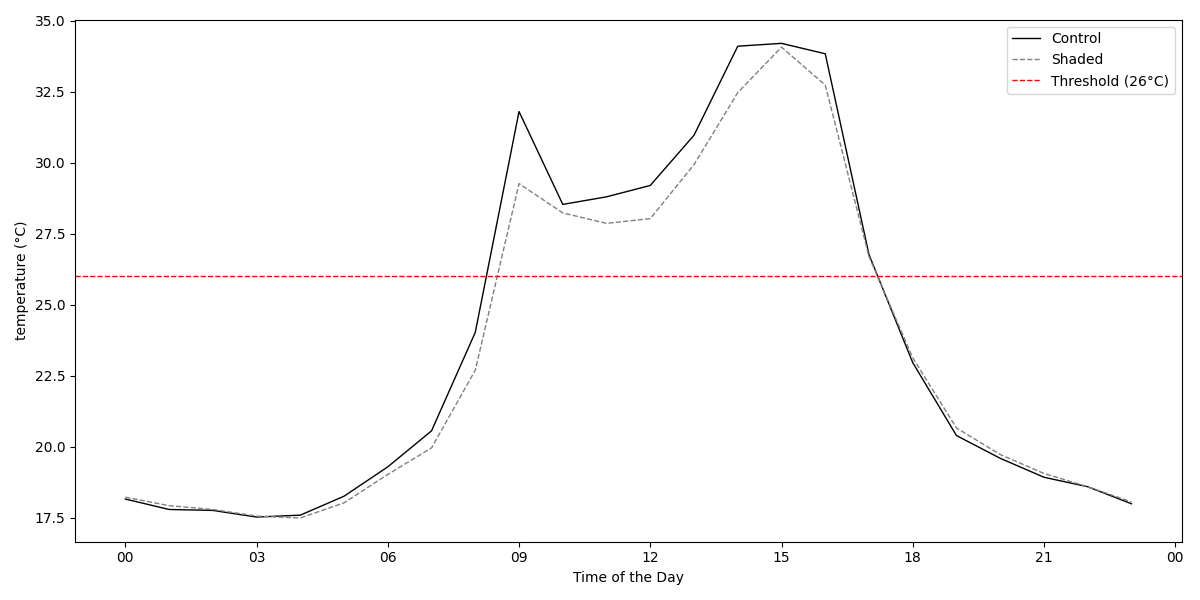 35.0
32.5
30.0
27.5
25.0
22.5
20.0
17.5
temperature (°C)
Control
Shaded
Threshold (26°C)
00 03 06 09 12 15 18 21 00
Time of the Day